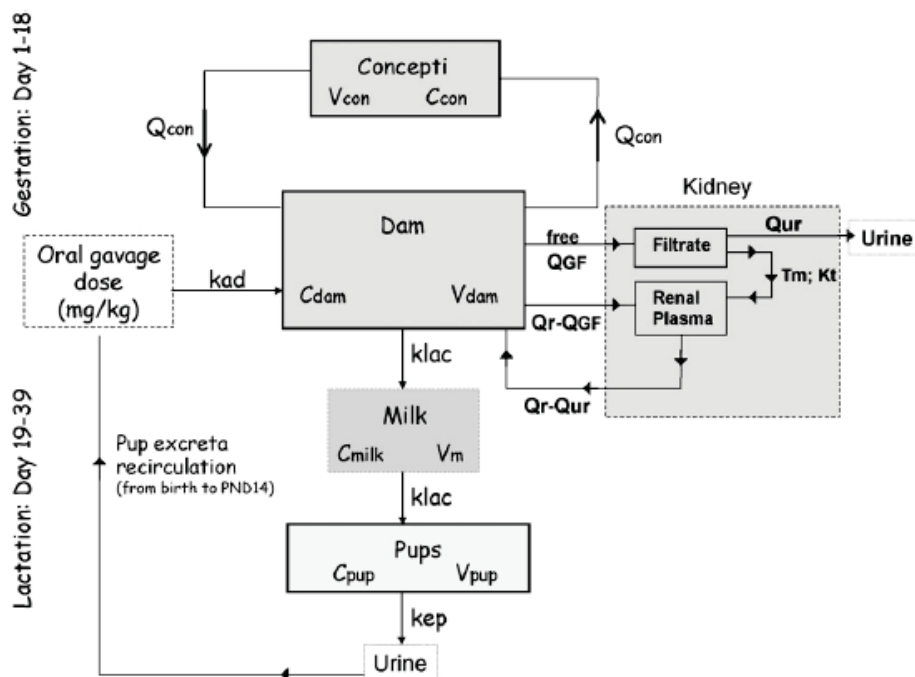 Gestation: Day 1-18
Concepti
Vcon Ccon
Qcon
Qcon
Kidney
Dam
Cdam Vdam
free
QGF
Filtrate
Qur
Urine
Tm; Kt
Oral gavage
dose
(mg/kg)
kad
Qr-QGF
Renal
Plasma
Qr-Qur
klac
Milk
Cmilk Vm
klac
Lactation: Day 19-39
Pup excreta
recirculation
(from birth to PND14)
Pups
Cpup Vpup
kep
Urine